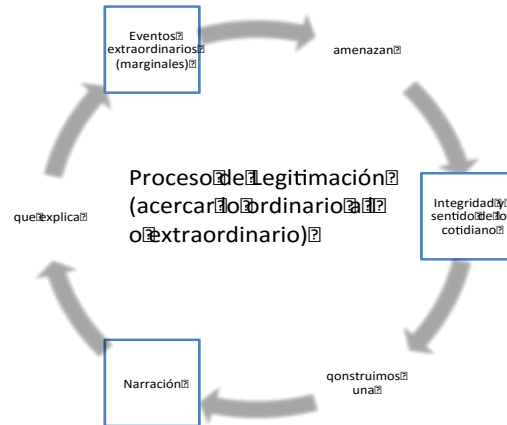 Eventos
extraordinarios
(marginales)
amenazan
Integridad y
sentido de lo
cotidiano
qonstruimos
una
Narración
que explica
Proceso de Legitimación
(acercar lo ordinario a l
o extraordinario)